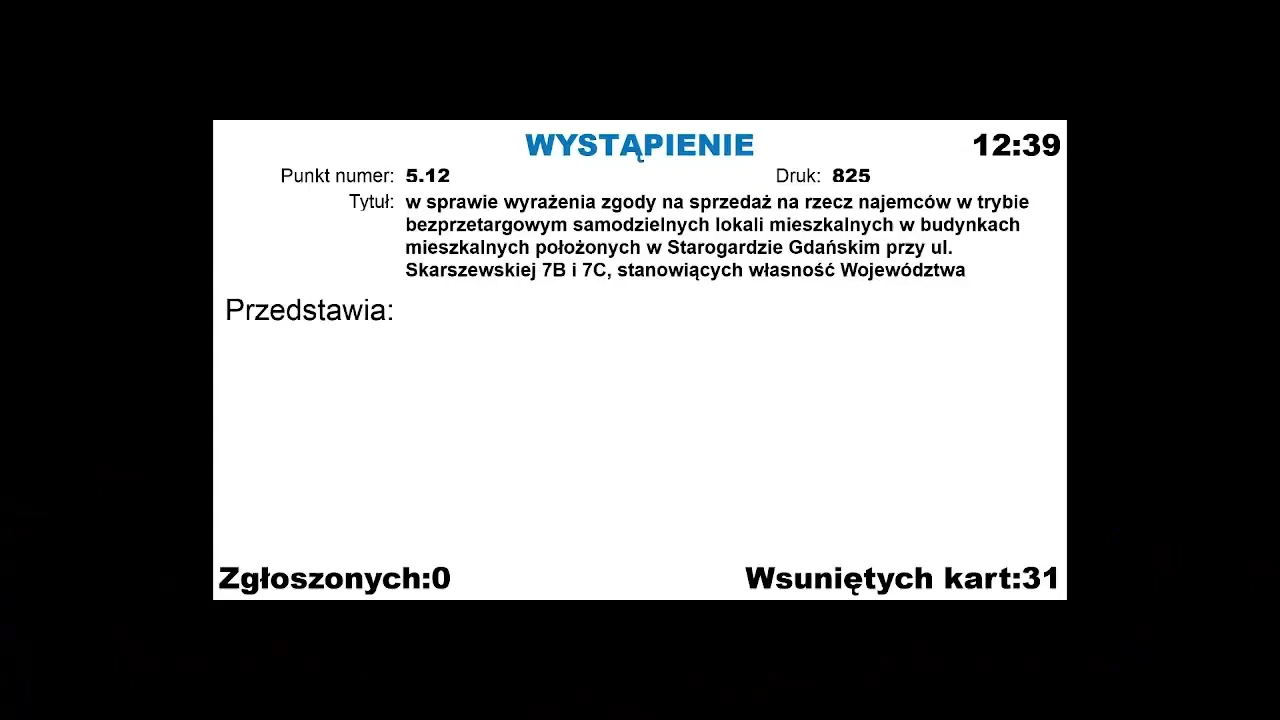 WYSTĄPIENIE 12:39
Punkt numer: 5.12 Druk: 825
Tytuł: w sprawie wyrażenia zgody na sprzedaż na rzecz najemców w trybie
bezprzetargowym samodzielnych lokali mieszkalnych w budynkach
mieszkalnych położonych w Starogardzie Gdańskim przy ul.
Skarszewskiej 7B i 7C, stanowiących własność Województwa
Przedstawia:
Zgłoszonych:0 Wsuniętych kart:31